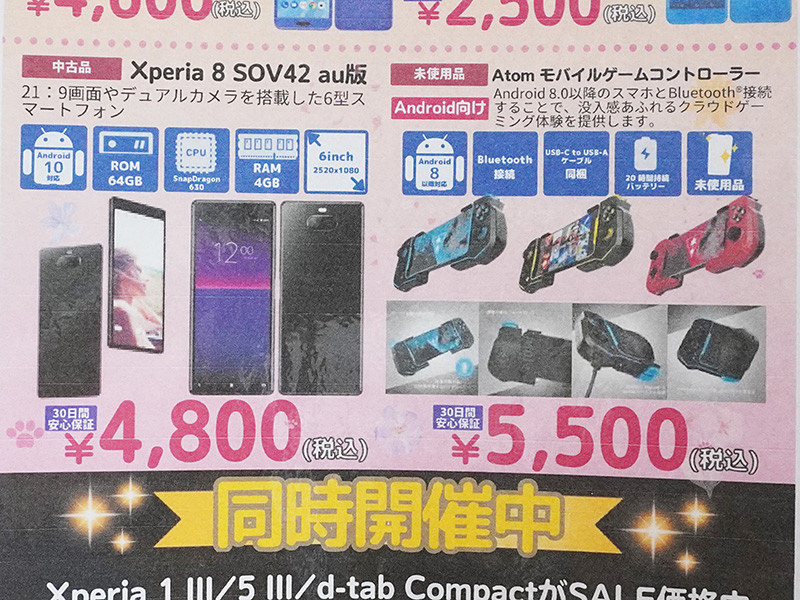 (税込)
¥2,500(税込)
中古品 Xperia 8 SOV42 au版
21：9画面やデュアルカメラを搭載した6型ス
マートフォン
Android
10
対応
ROM
64GB
CPU
SnapDragon
630
RAM
4GB
6inch
2520x1080
12:00
30日間
安心保証
¥4,800(税込)
未使用品 Atom モバイルゲームコントローラー
Android向け
Android 8.0以降のスマホとBluetooth®接続
することで、没入感あふれるクラウドゲー
ミング体験を提供します。
Android
8
以降対応
Bluetooth
接続
USB-C to USB-A
ケーブル
同梱
20時間持続
バッテリー
未使用品
30日間
安心保証
¥5,500(税込)
同時開催中
Xperia 1 III/5 III/d-tab CompactがSALE価格